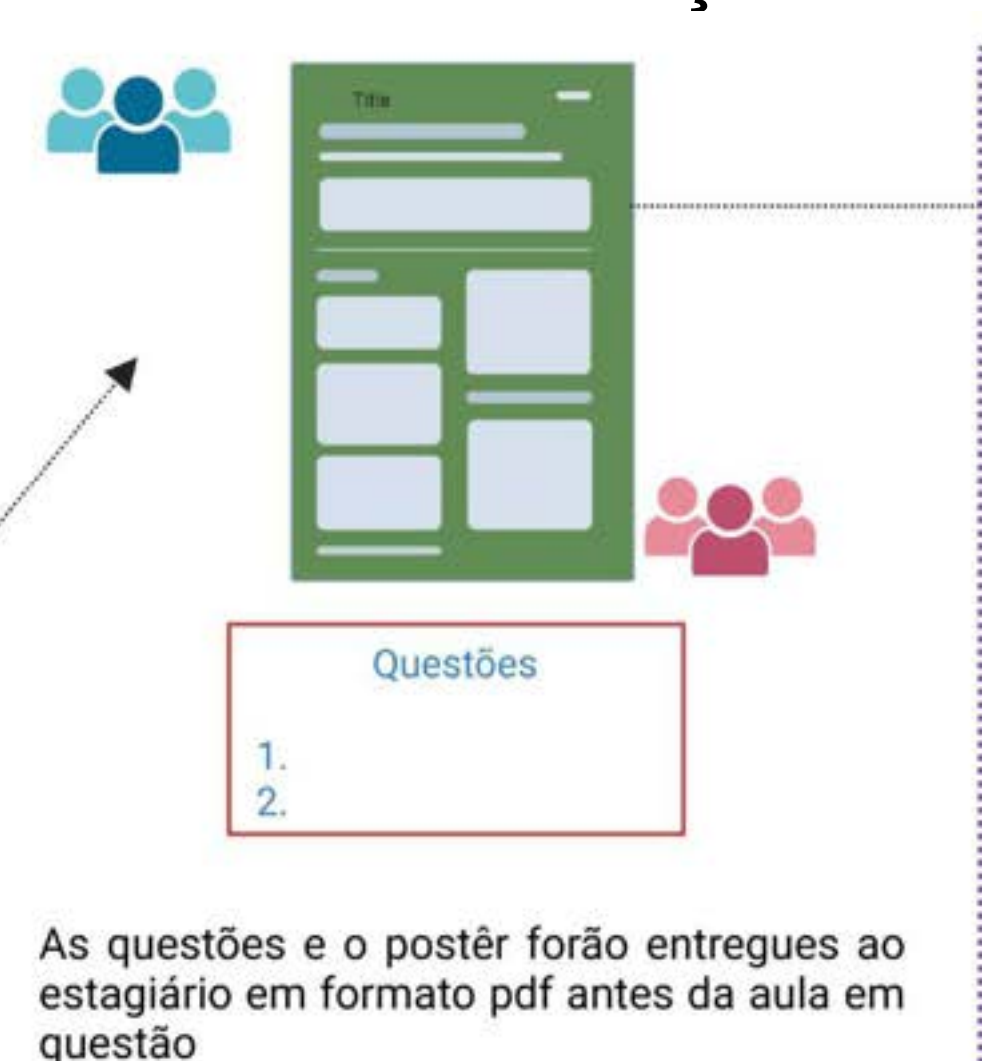 Title
Questões
1.
2.
As questões e o postêr forão entregues ao
estagiário em formato pdf antes da aula em
questão